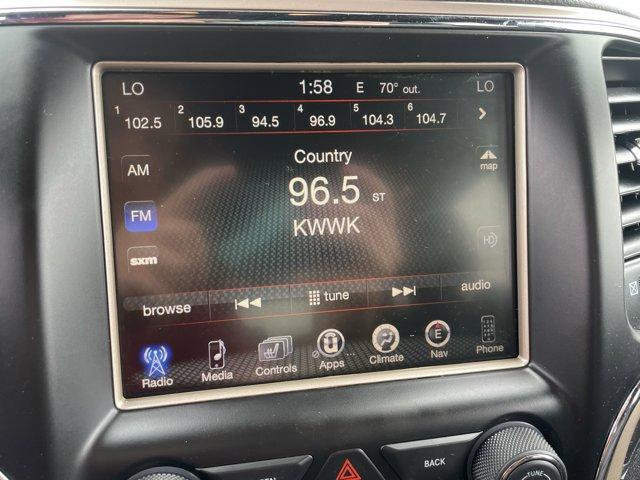 LO 1:58 E 70° out. LO
1 102.5 2 105.9 3 94.5 4 96.9 5 104.3 6 104.7
Country
AM map
96.5 ST
FM
KWWK HD
sxm
browse tune audio
Radio Media Controls Apps Climate E Nav Phone
BACK
TUNE